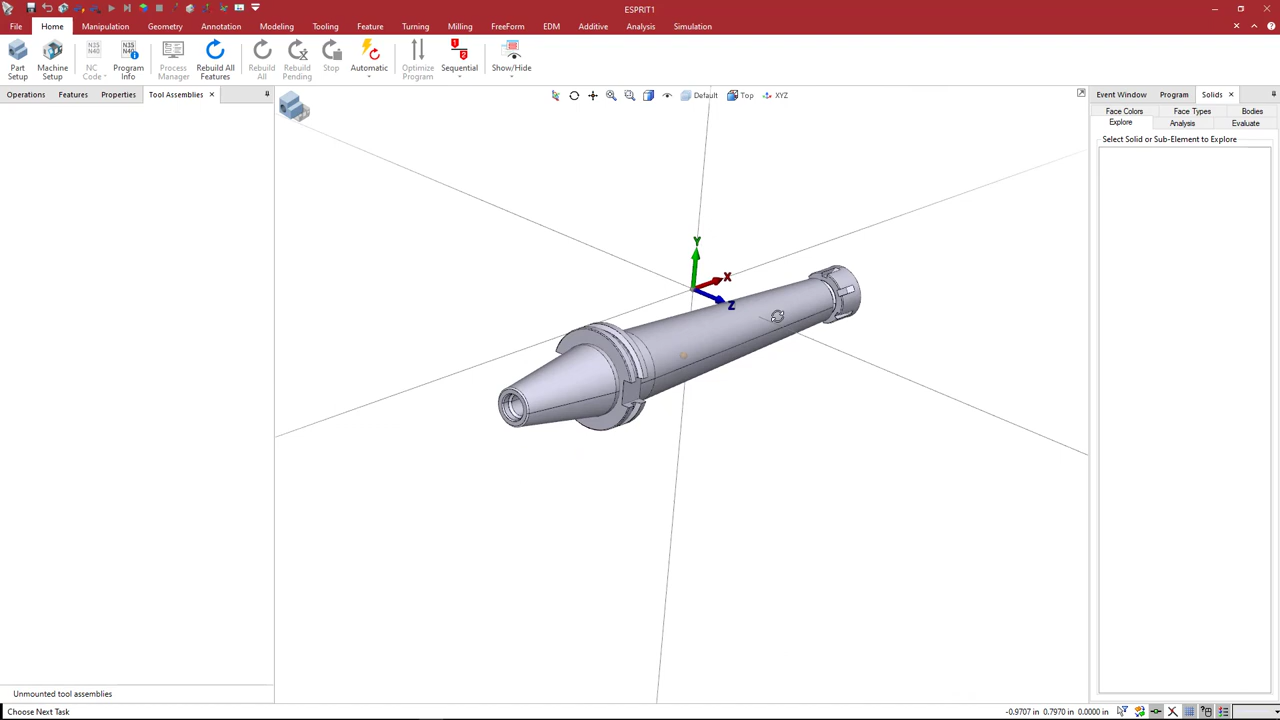 ESPRIT1
File Home Manipulation Geometry Annotation Modeling Tooling Feature Turning Milling FreeForm EDM Additive Analysis Simulation
Part Setup
Machine Setup
NC Code
Program Info
Process Manager
Rebuild All Features
Rebuild All
Rebuild Pending
Stop
Automatic
Optimize Program
Sequential
Show/Hide
Operations Features Properties Tool Assemblies
Default Top XYZ
Event Window Program Solids
Face Colors Face Types Bodies
Explore Analysis Evaluate
Select Solid or Sub-Element to Explore
Y
X
Z
Unmounted tool assemblies
Choose Next Task
-0.9707 in 0.7970 in 0.0000 in